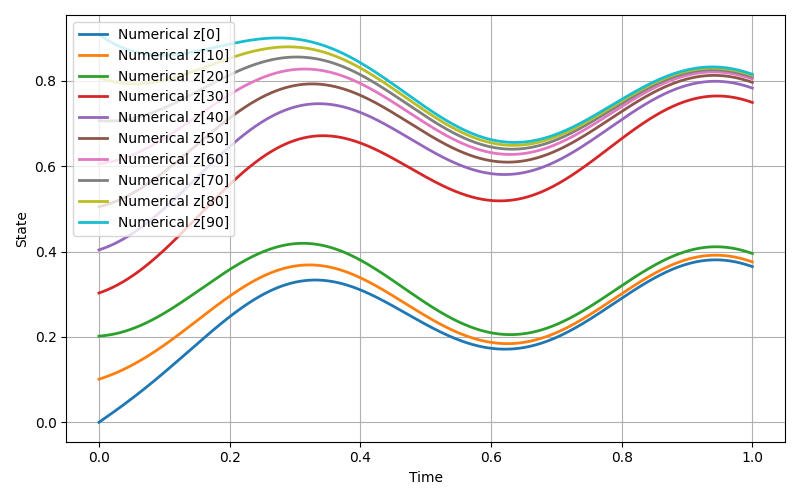 Numerical z[0]
Numerical z[10]
Numerical z[20]
Numerical z[30]
Numerical z[40]
Numerical z[50]
Numerical z[60]
Numerical z[70]
Numerical z[80]
Numerical z[90]
State
0.8
0.6
0.4
0.2
0.0
0.0 0.2 0.4 0.6 0.8 1.0
Time